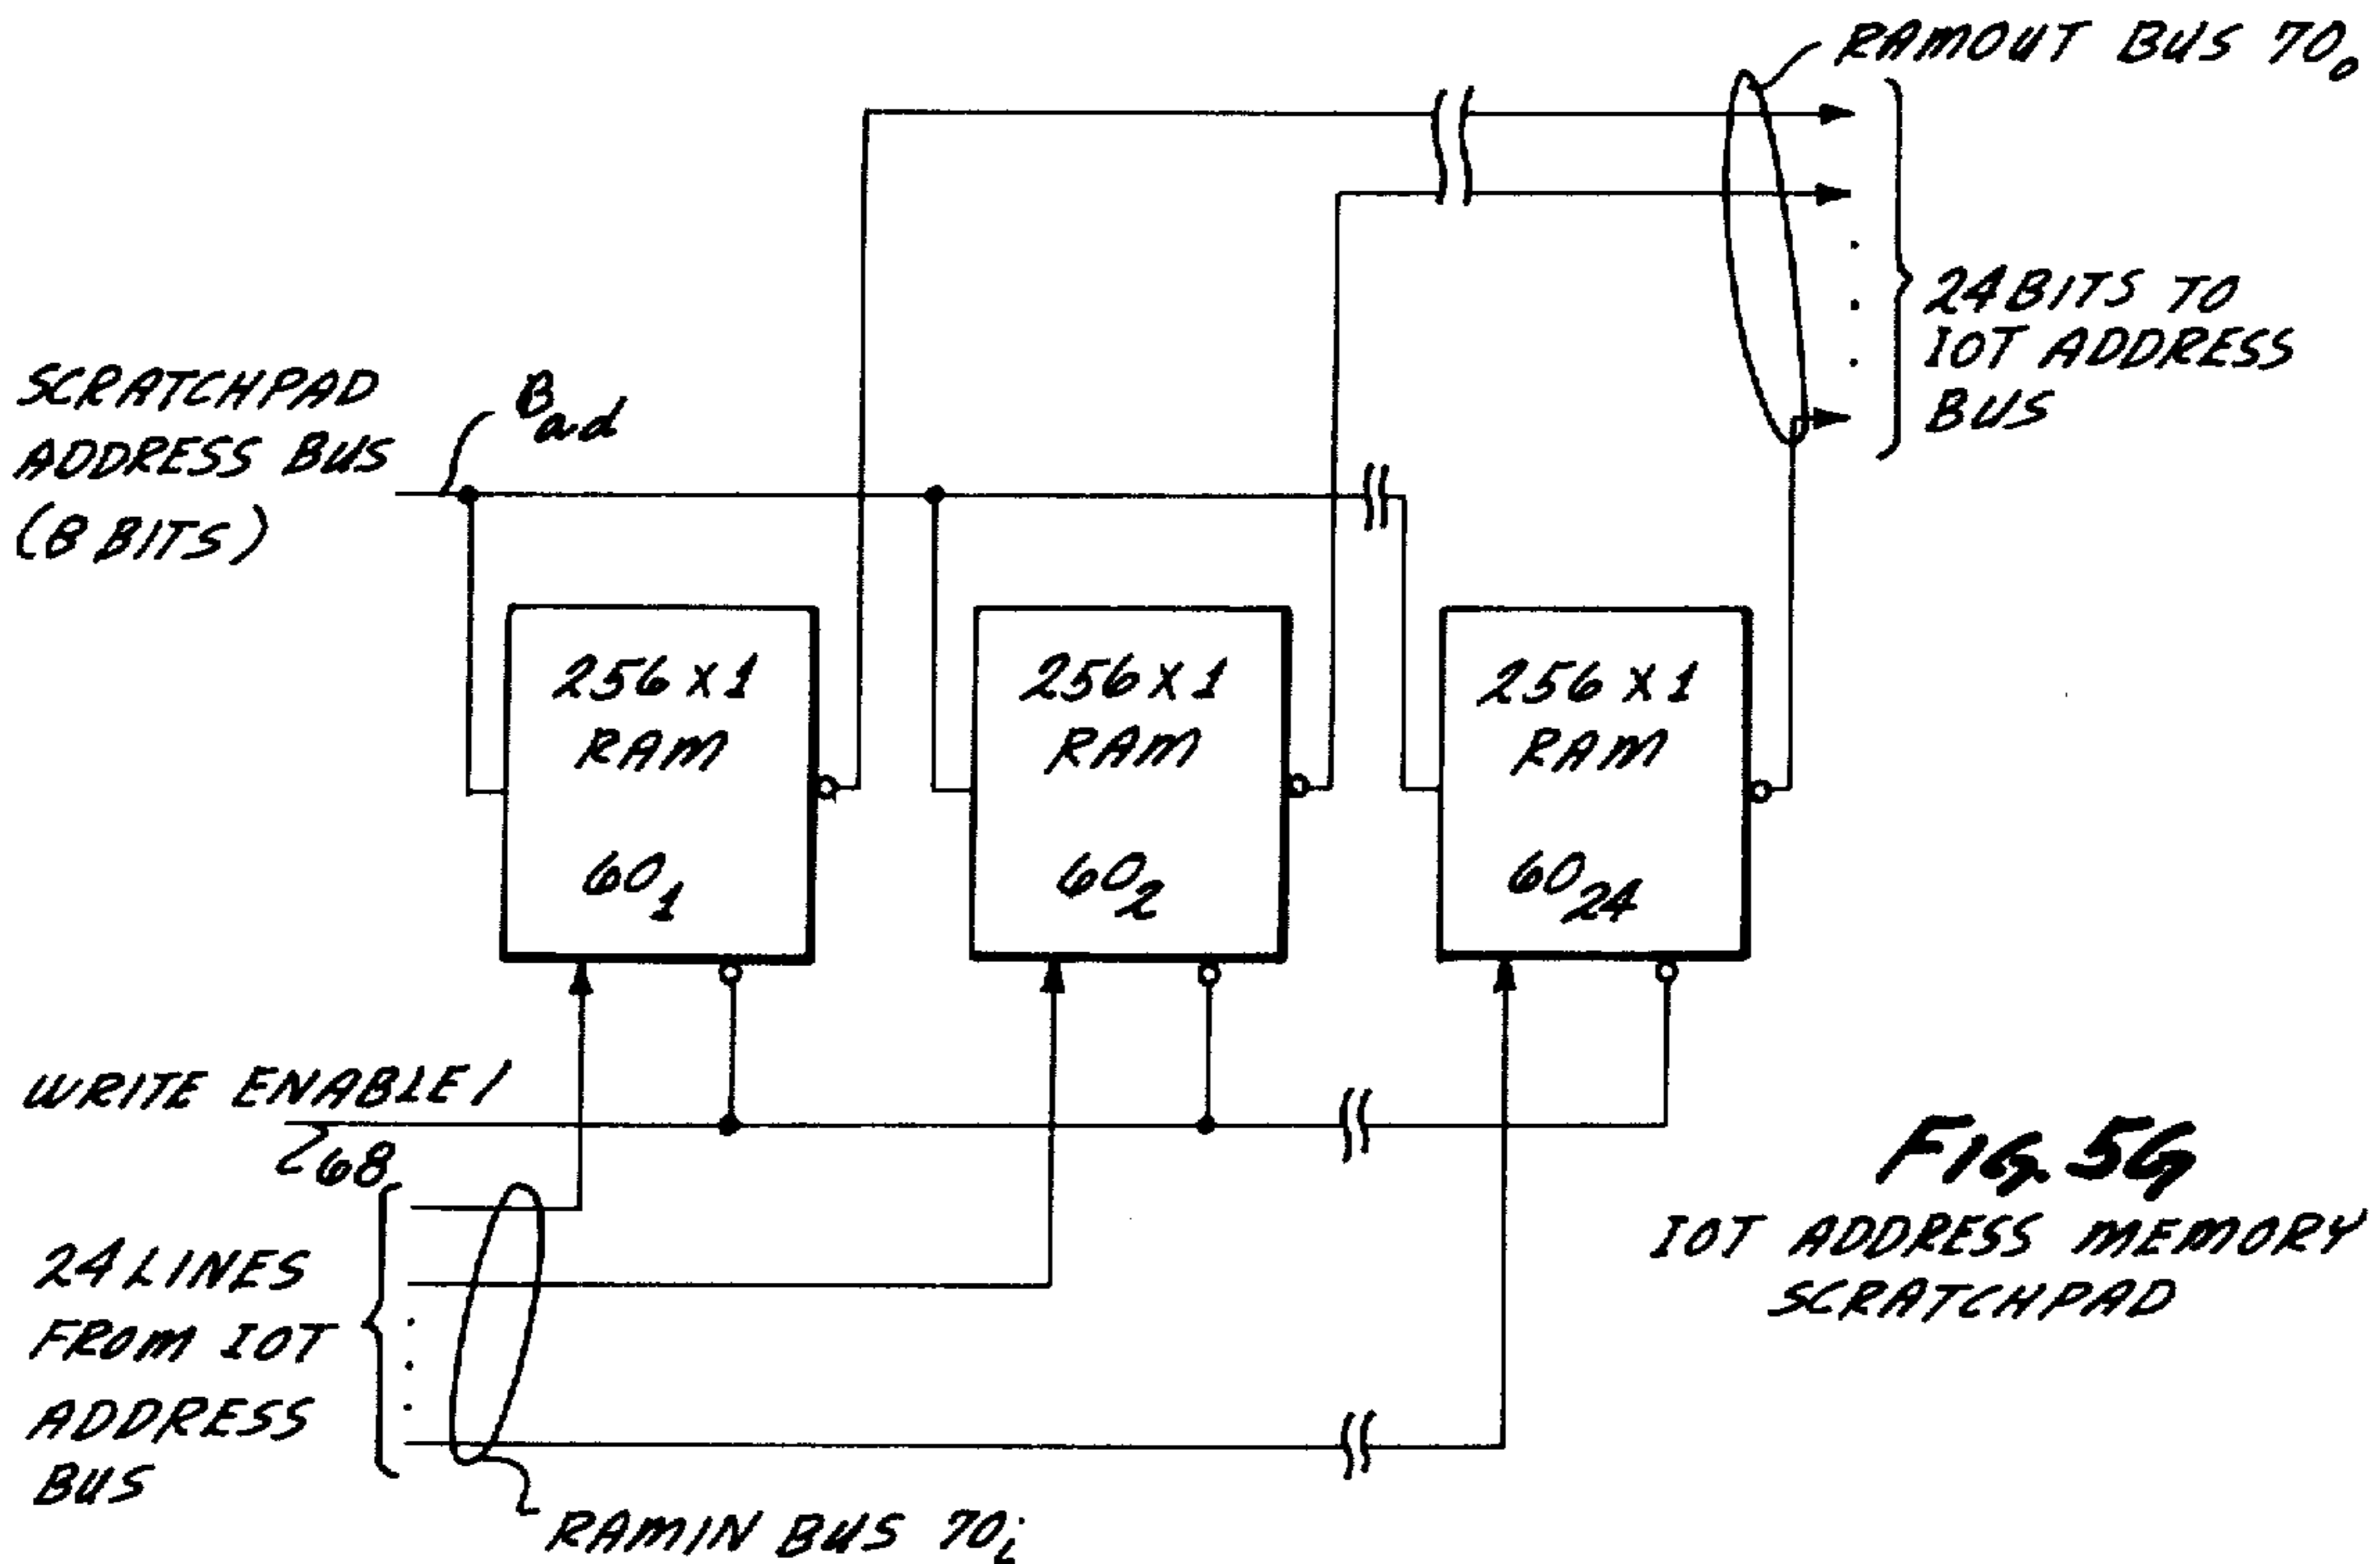 RAMOUT BUS 70o
24 BITS TO
IOT ADDRESS
BUS
SCRATCHPAD
ADDRESS BUS
(8 BITS)
Bad
256 x 1
RAM
601
256 x 1
RAM
602
256 x 1
RAM
6024
WRITE ENABLE /
68
24 LINES
FROM IOT
ADDRESS
BUS
RAMIN BUS 70i
FIG. 5G
IOT ADDRESS MEMORY
SCRATCHPAD